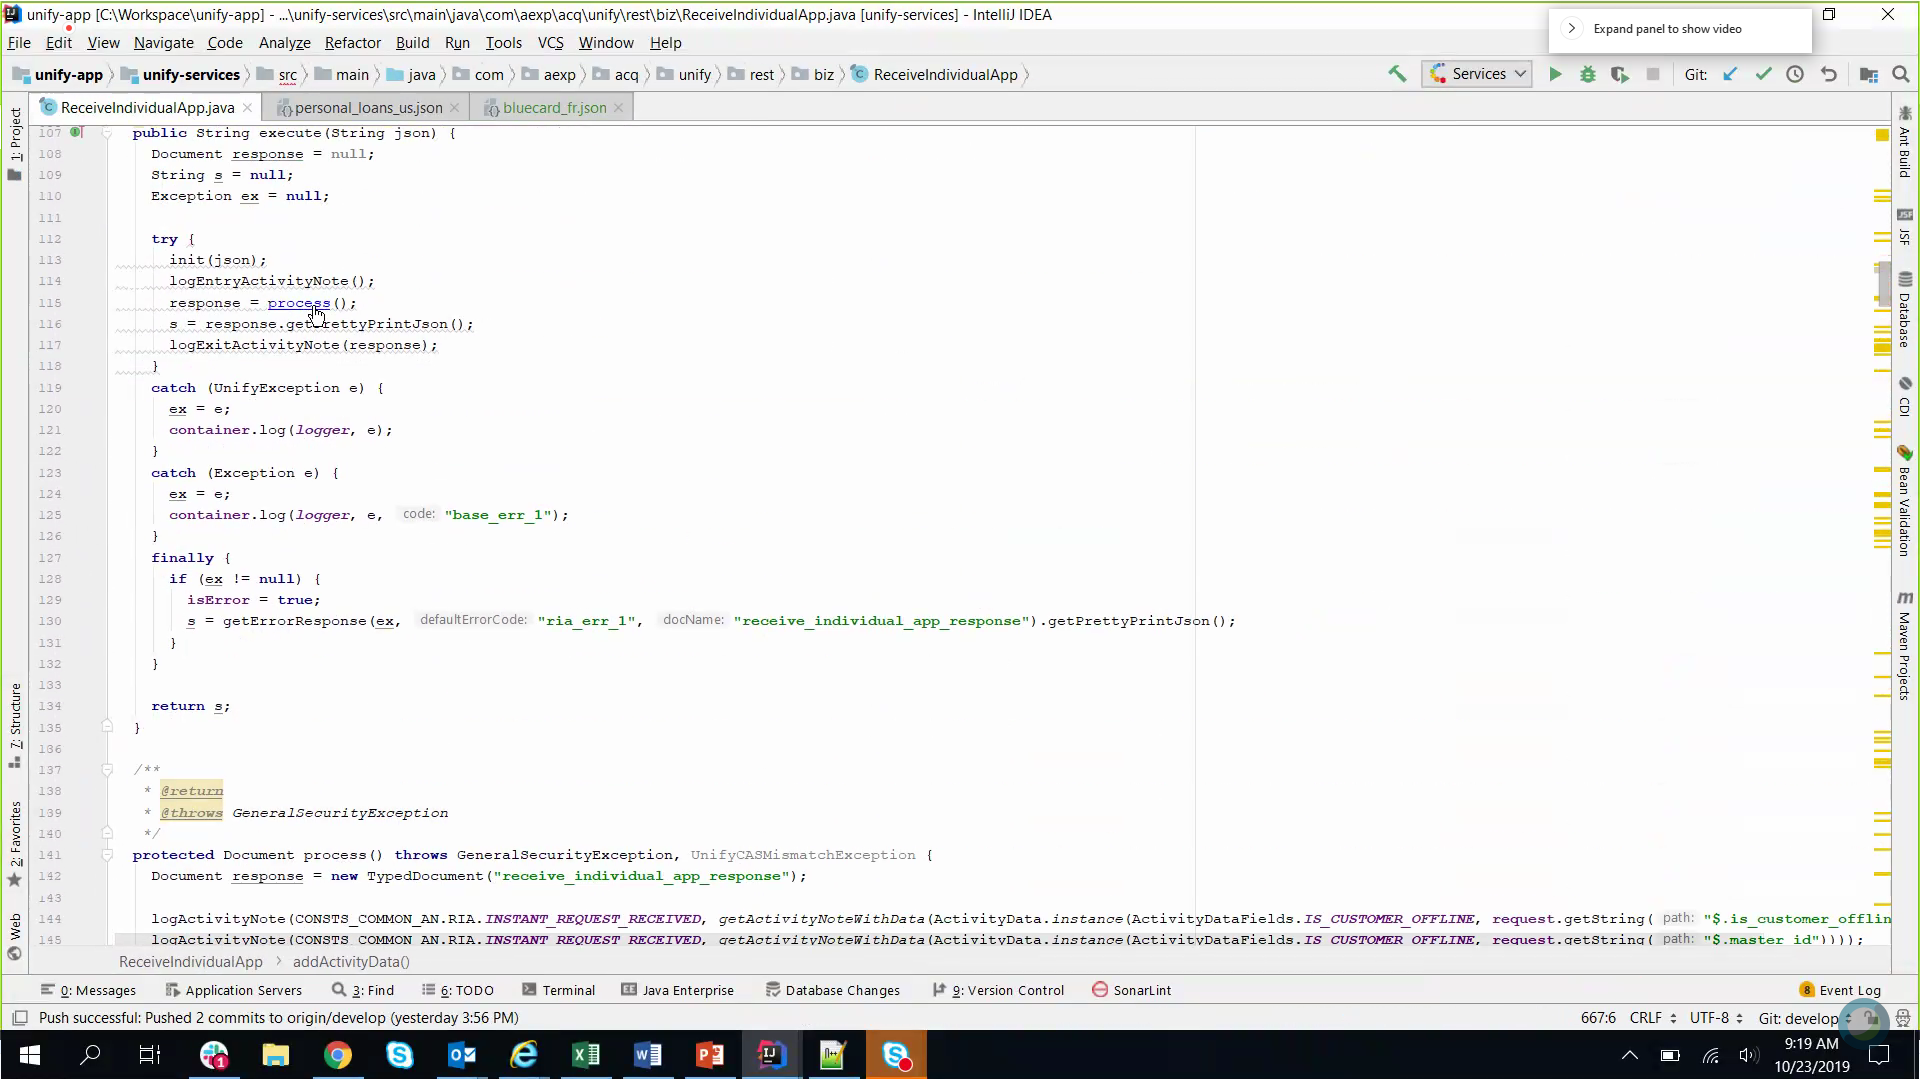 unify-app [C:\Workspace\unify-app] - ...\unify-services\src\main\java\com\aexp\acq\unify\rest\biz\ReceiveIndividualApp.java [unify-services] - IntelliJ IDEA
Expand panel to show video
File Edit View Navigate Code Analyze Refactor Build Run Tools VCS Window Help
unify-app unify-services src main java com aexp acq unify rest biz ReceiveIndividualApp
Services
Git:
ReceiveIndividualApp.java personal_loans_us.json bluecard_fr.json
107 public String execute(String json) {
108 Document response = null;
109 String s = null;
110 Exception ex = null;
111
112 try {
113 init(json);
114 logEntryActivityNote();
115 response = process();
116 s = response.getPrettyPrintJson();
117 logExitActivityNote(response);
118 }
119 catch (UnifyException e) {
120 ex = e;
121 container.log(logger, e);
122 }
123 catch (Exception e) {
124 ex = e;
125 container.log(logger, e, code: "base_err_1");
126 }
127 finally {
128 if (ex != null) {
129 isError = true;
130 s = getErrorResponse(ex, defaultErrorCode: "ria_err_1", docName: "receive_individual_app_response").getPrettyPrintJson();
131 }
132 }
133
134 return s;
135 }
136
137 /**
138 * @return
139 * @throws GeneralSecurityException
140 */
141 protected Document process() throws GeneralSecurityException, UnifyCASMismatchException {
142 Document response = new TypedDocument("receive_individual_app_response");
143
144 logActivityNote(CONSTS_COMMON_AN.RIA.INSTANT_REQUEST_RECEIVED, getActivityNoteWithData(ActivityData.instance(ActivityDataFields.IS_CUSTOMER_OFFLINE, request.getString( path: "$.is_customer_offlin
145 logActivityNote(CONSTS_COMMON_AN.RIA.INSTANT_REQUEST_RECEIVED, getActivityNoteWithData(ActivityData.instance(ActivityDataFields.IS_CUSTOMER_OFFLINE, request.getString( path: "$.master_id"))));
1: Project
7: Structure
2: Favorites
Web
Ant Build
JSF
Database
CDI
Bean Validation
Maven Projects
ReceiveIndividualApp > addActivityData()
0: Messages Application Servers 3: Find 6: TODO Terminal Java Enterprise Database Changes 9: Version Control SonarLint 8 Event Log
Push successful: Pushed 2 commits to origin/develop (yesterday 3:56 PM) 667:6 CRLF UTF-8 Git: develop
9:19 AM
10/23/2019